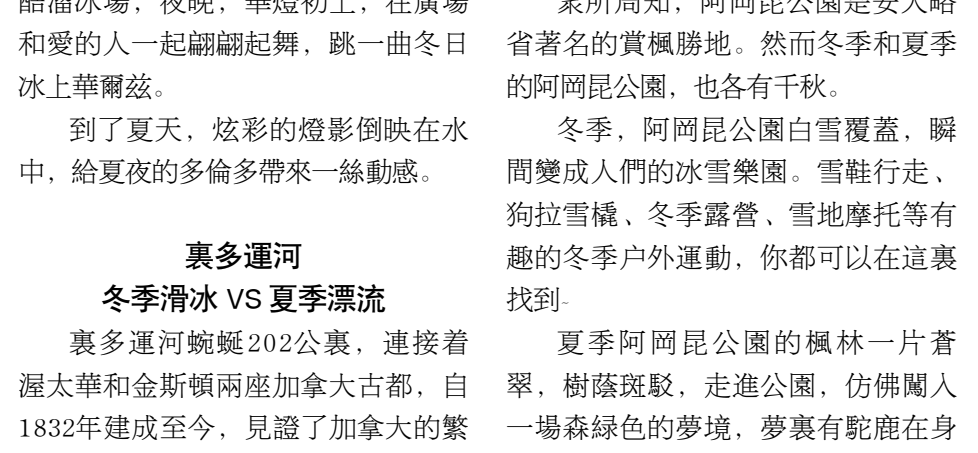 酷溜冰場，夜晚，華燈初上，在廣場
和愛的人一起翩翩起舞，跳一曲冬日
冰上華爾兹。
到了夏天，炫彩的燈影倒映在水
中，給夏夜的多倫多帶來一絲動感。
裏多運河
冬季滑冰 VS 夏季漂流
裏多運河蜿蜒202公裏，連接着
渥太華和金斯頓兩座加拿大古都，自
1832年建成至今，見證了加拿大的繁
衆所周知，阿岡昆公園是安大略
省著名的賞楓勝地。然而冬季和夏季
的阿岡昆公園，也各有千秋。
冬季，阿岡昆公園白雪覆蓋，瞬
間變成人們的冰雪樂園。雪鞋行走、
狗拉雪橇、冬季露營、雪地摩托等有
趣的冬季户外運動，你都可以在這裏
找到~
夏季阿岡昆公園的楓林一片蒼
翠，樹蔭斑駁，走進公園，仿佛闖入
一場森緑色的夢境，夢裏有駝鹿在身